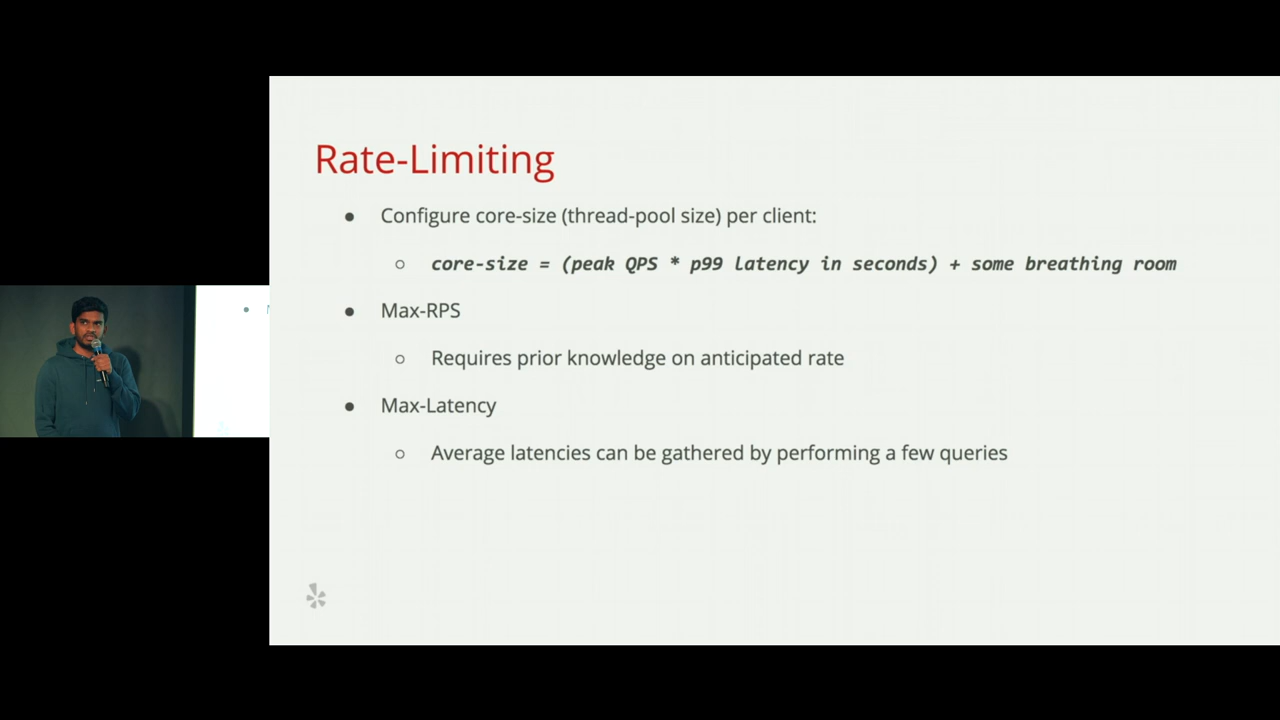 Rate-Limiting
● Configure core-size (thread-pool size) per client:
○ core-size = (peak QPS * p99 latency in seconds) + some breathing room
● Max-RPS
○ Requires prior knowledge on anticipated rate
● Max-Latency
○ Average latencies can be gathered by performing a few queries